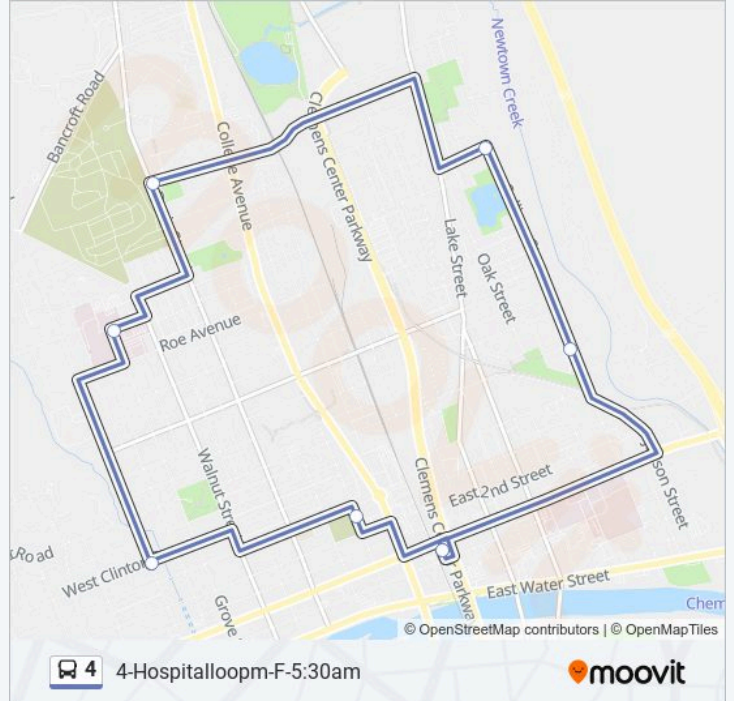 Newtown Creek
Bancroft Road
College Avenue
Clemens Center Parkway
Lake Street
Oak Street
Roe Avenue
Walnut Stre
Clemens C
East 2nd Street
son Street
Road
West Clinton
Parkway
East Water Street
Grove
Chem
© OpenStreetMap contributors | © OpenMapTiles
4 4-Hospitalloopm-F-5:30am
moovit